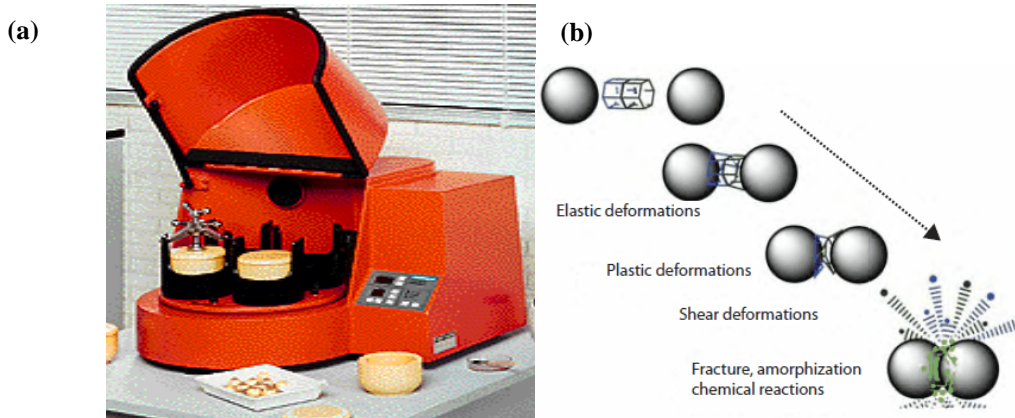 (a)
(b)
Elastic deformations
Plastic deformations
Shear deformations
Fracture, amorphization
chemical reactions